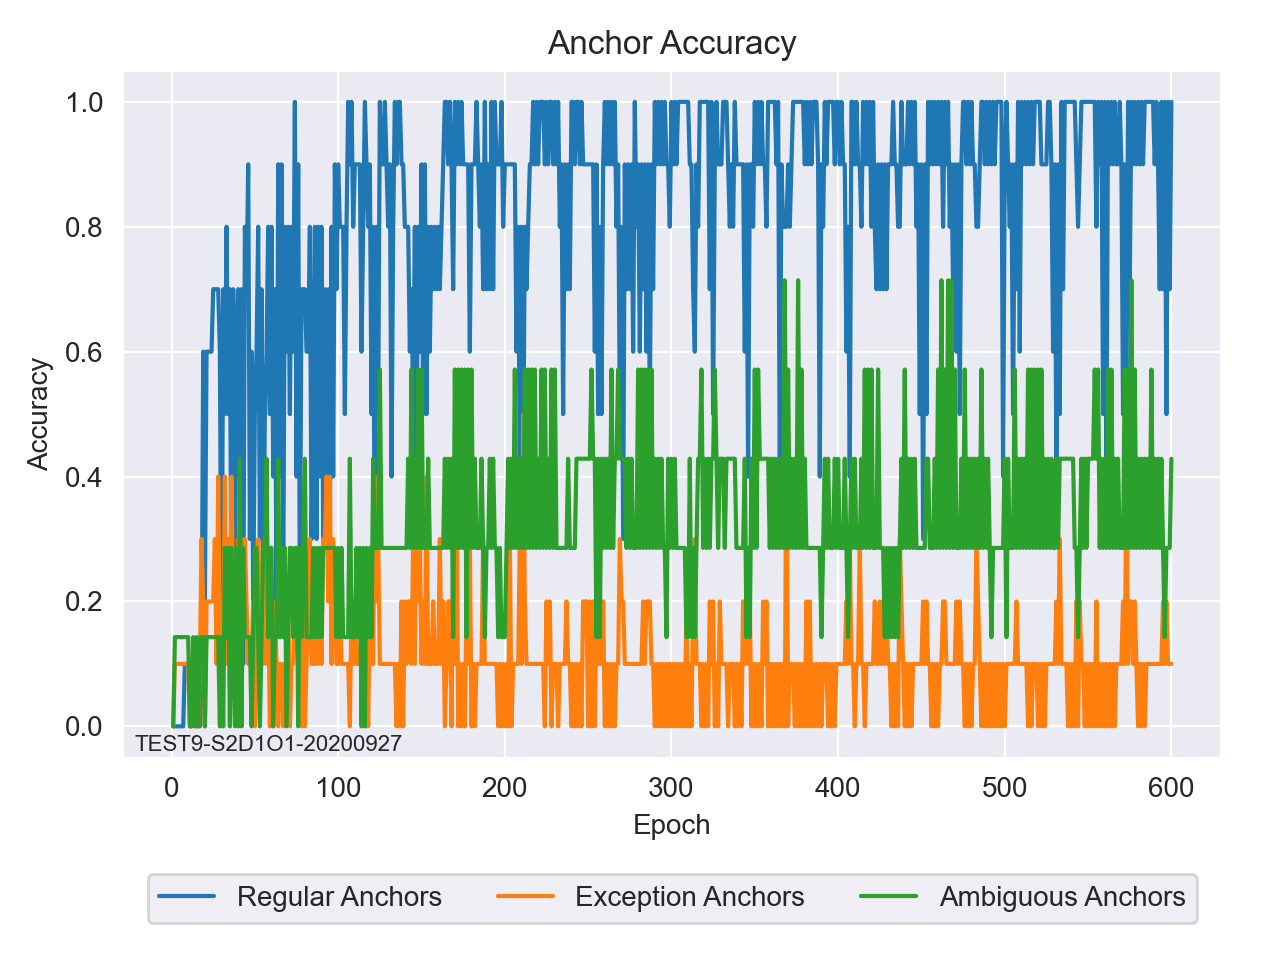 Anchor Accuracy
1.0
0.8
0.6
0.4
0.2
0.0
Accuracy
TEST9-S2D1O1-20200927
0 100 200 300 400 500 600
Epoch
Regular Anchors Exception Anchors Ambiguous Anchors